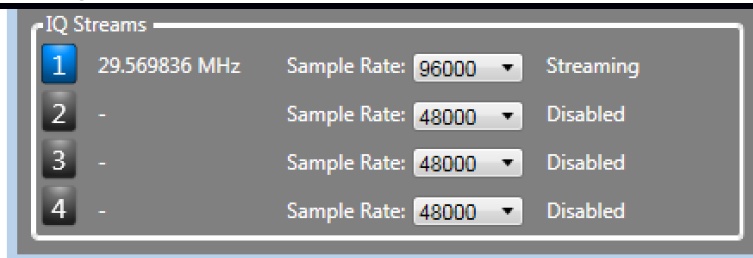 IQ Streams
1 29.569836 MHz Sample Rate: 96000 Streaming
2 - Sample Rate: 48000 Disabled
3 - Sample Rate: 48000 Disabled
4 - Sample Rate: 48000 Disabled